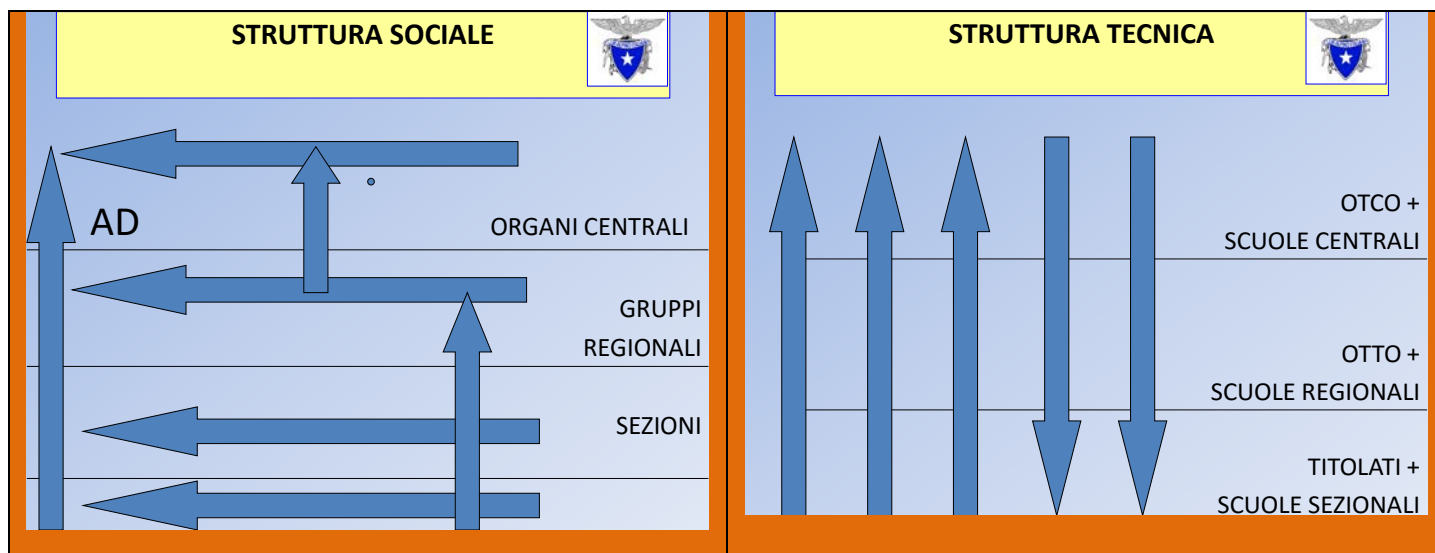 STRUTTURA SOCIALE
AD
ORGANI CENTRALI
GRUPPI
REGIONALI
SEZIONI
STRUTTURA TECNICA
OTCO +
SCUOLE CENTRALI
OTTO +
SCUOLE REGIONALI
TITOLATI +
SCUOLE SEZIONALI